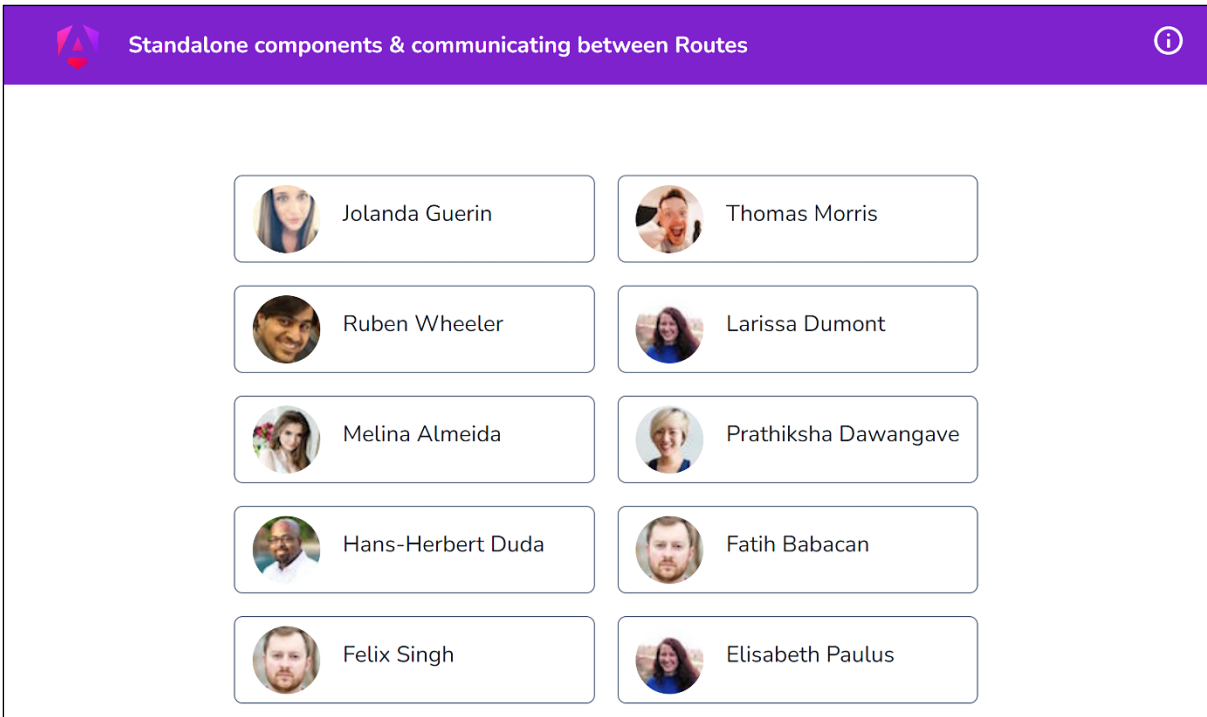 Standalone components & communicating between Routes
Jolanda Guerin
Thomas Morris
Ruben Wheeler
Larissa Dumont
Melina Almeida
Prathiksha Dawangave
Hans-Herbert Duda
Fatih Babacan
Felix Singh
Elisabeth Paulus